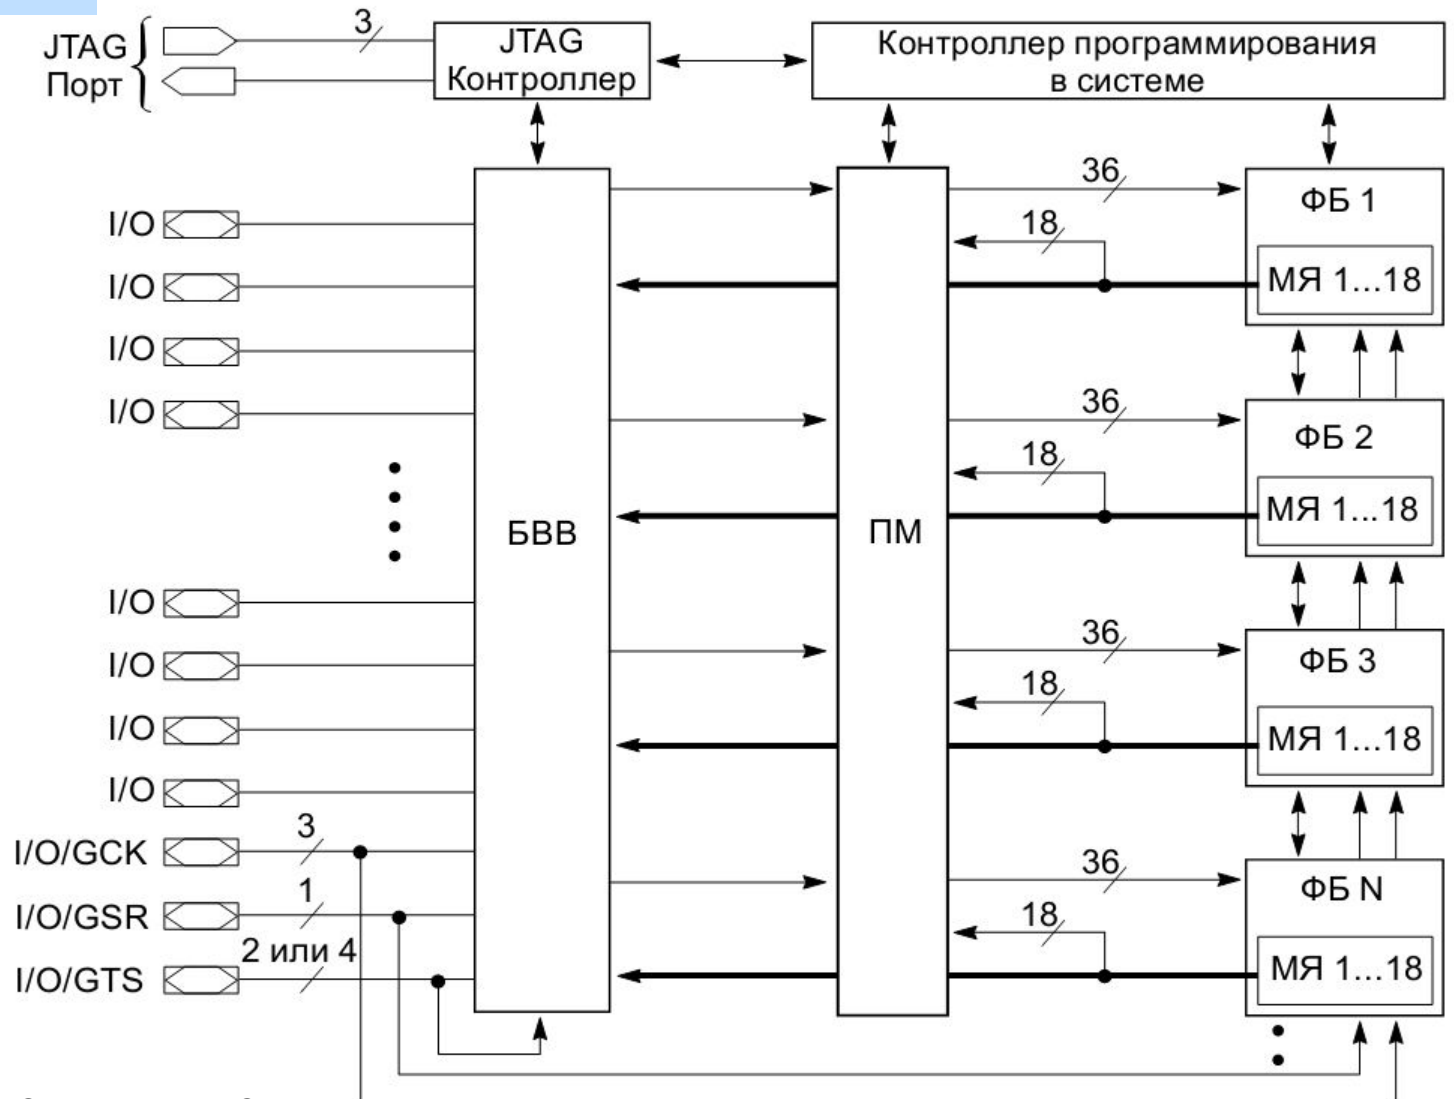 JTAG
Порт
3
JTAG
Контроллер
Контроллер программирования
в системе
I/O
I/O
I/O
I/O
I/O
I/O
I/O
I/O
I/O/GCK
3
I/O/GSR
1
I/O/GTS
2 или 4
БВВ
ПМ
36
18
ФБ 1
МЯ 1...18
36
18
ФБ 2
МЯ 1...18
36
18
ФБ 3
МЯ 1...18
36
18
ФБ N
МЯ 1...18